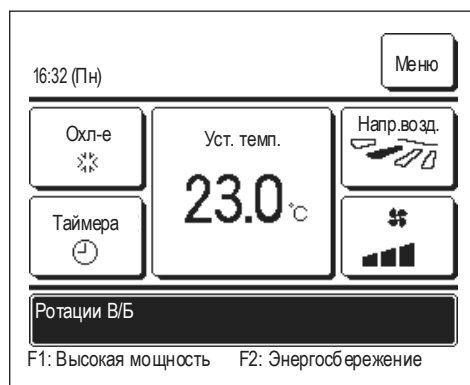 16:32 (Пн)
Меню
Охл-е
Уст. темп.
Напр.возд.
23.0 °C
Таймера
Ротации В/Б
F1: Высокая мощность F2: Энергосбережение